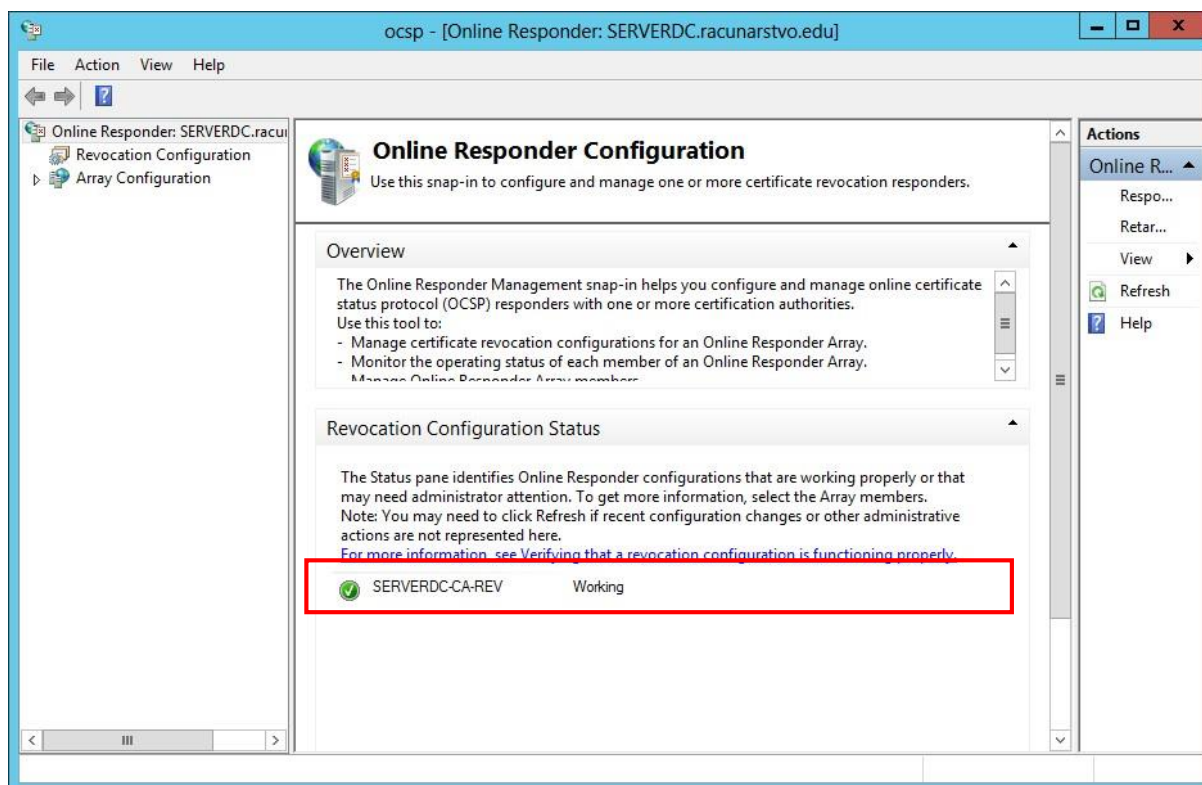 ocsp - [Online Responder: SERVERDC.racunarstvo.edu]
File Action View Help
Online Responder: SERVERDC.racu
Revocation Configuration
Array Configuration
Online Responder Configuration
Use this snap-in to configure and manage one or more certificate revocation responders.
Overview
The Online Responder Management snap-in helps you configure and manage online certificate
status protocol (OCSP) responders with one or more certification authorities.
Use this tool to:
- Manage certificate revocation configurations for an Online Responder Array.
- Monitor the operating status of each member of an Online Responder Array.
- Manage Online Responder Array members.
Revocation Configuration Status
The Status pane identifies Online Responder configurations that are working properly or that
may need administrator attention. To get more information, select the Array members.
Note: You may need to click Refresh if recent configuration changes or other administrative
actions are not represented here.
For more information, see Verifying that a revocation configuration is functioning properly.
SERVERDC-CA-REV Working
Actions
Online R...
Respo...
Retar...
View
Refresh
Help